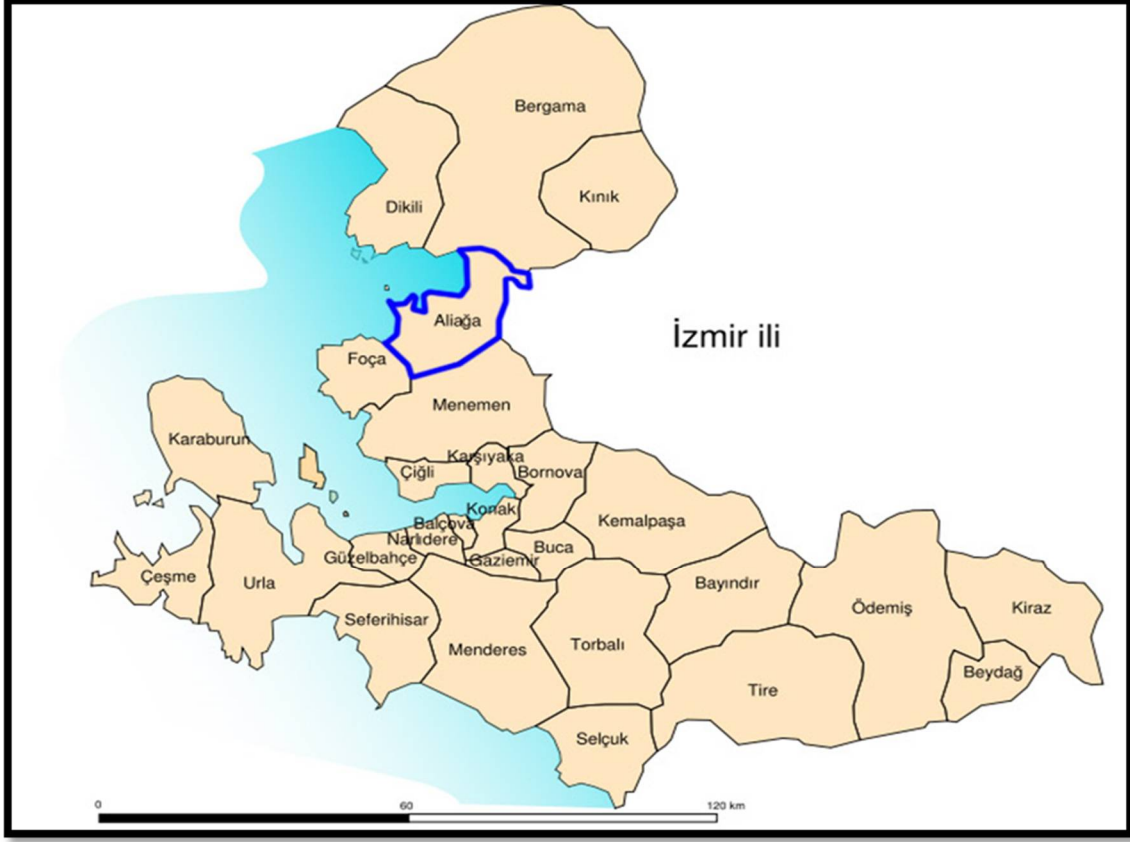 Bergama
Kınık
Dikili
Aliağa
İzmir ili
Foça
Menemen
Karaburun
Karşıyaka
Çiğli
Bornova
Konak
Kemalpaşa
Balçova
Narlıdere
Buca
Güzelbahçe
Gaziemir
Çeşme
Urla
Bayındır
Ödemiş
Kiraz
Seferihisar
Menderes
Torbalı
Beydağ
Tire
Selçuk
0 60 120 km